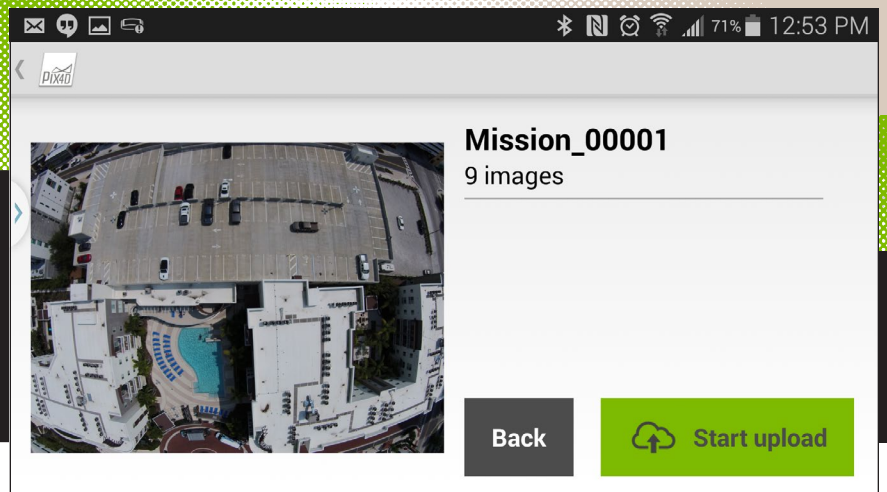 71% 12:53 PM
PIX4D
Mission_00001
9 images
Back
Start upload